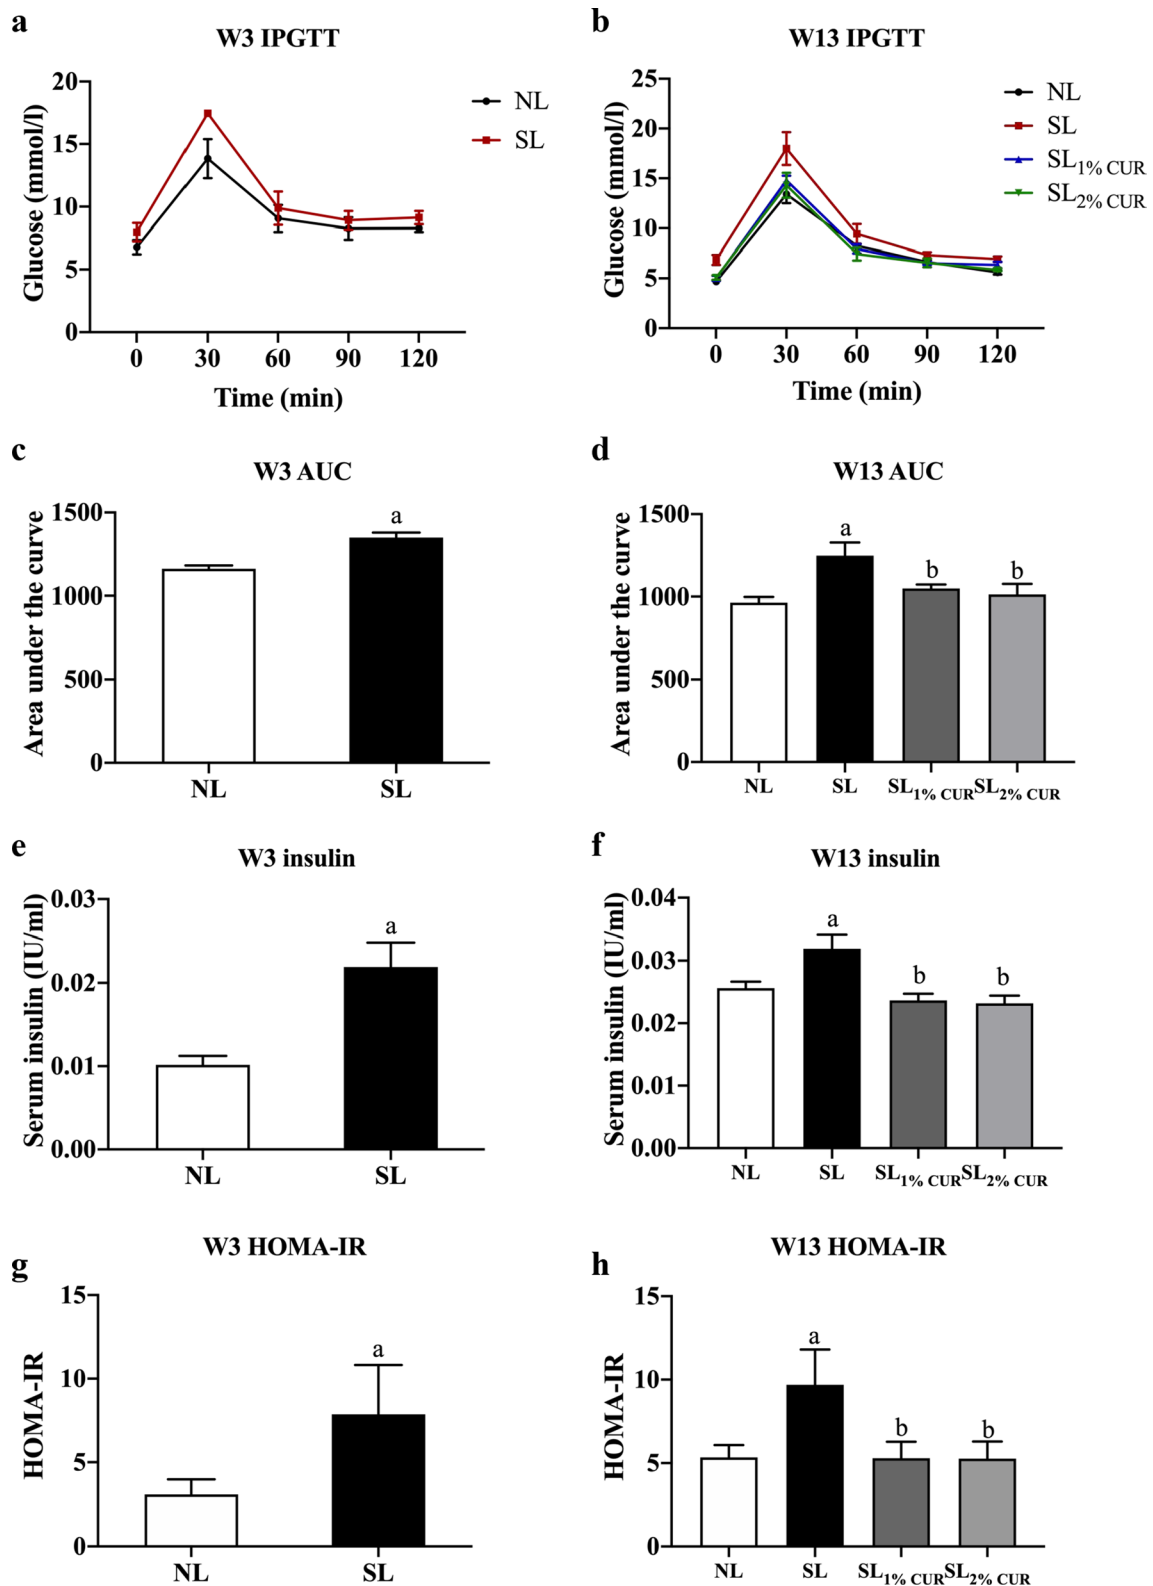 a
W3 IPGTT
Glucose (mmol/l)
20
15
10
5
0
0 30 60 90 120
Time (min)
NL
SL
b
W13 IPGTT
Glucose (mmol/l)
25
20
15
10
5
0
0 30 60 90 120
Time (min)
NL
SL
SL1% CUR
SL2% CUR
c
W3 AUC
Area under the curve
1500
1000
500
0
a
NL SL
d
W13 AUC
Area under the curve
1500
1000
500
0
a
b b
NL SL SL1% CUR SL2% CUR
e
W3 insulin
Serum insulin (IU/ml)
0.03
0.02
0.01
0.00
a
NL SL
f
W13 insulin
Serum insulin (IU/ml)
0.04
0.03
0.02
0.01
0.00
a
b b
NL SL SL1% CUR SL2% CUR
g
W3 HOMA-IR
HOMA-IR
15
10
5
0
a
NL SL
h
W13 HOMA-IR
HOMA-IR
15
10
5
0
a
b b
NL SL SL1% CUR SL2% CUR